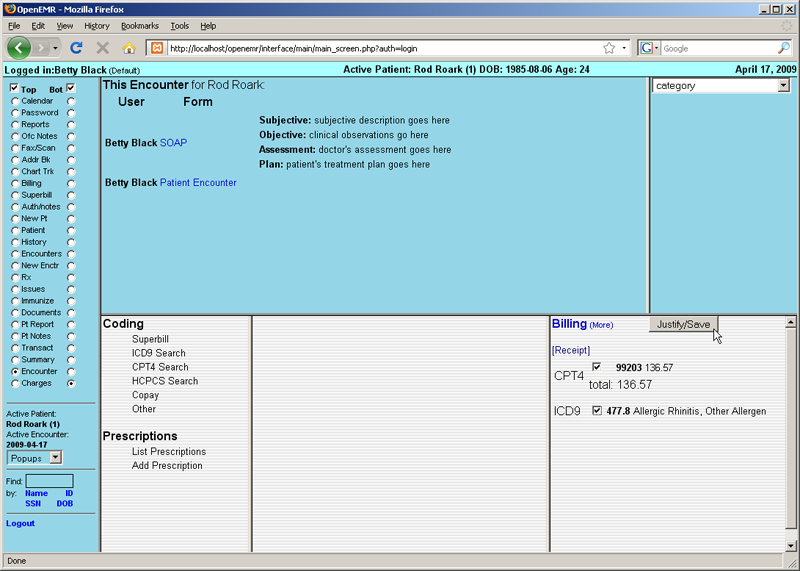 OpenEMR - Mozilla Firefox
File Edit View History Bookmarks Tools Help
http://localhost/openemr/interface/main/main_screen.php?auth=login
Google
Logged in:Betty Black (Default)
Active Patient: Rod Roark (1) DOB: 1985-08-06 Age: 24
April 17, 2009
Top Bot
Calendar
Password
Reports
Ofc Notes
Fax/Scan
Addr Bk
Chart Trk
Billing
Superbill
Auth/notes
New Pt
Patient
History
Encounters
New Enctr
Rx
Issues
Immunize
Documents
Pt Report
Pt Notes
Transact
Summary
Encounter
Charges
Active Patient:
Rod Roark (1)
Active Encounter:
2009-04-17
Popups
Find:
by: Name ID
SSN DOB
Logout
This Encounter for Rod Roark:
User Form
Subjective: subjective description goes here
Objective: clinical observations go here
Betty Black SOAP
Assessment: doctor's assessment goes here
Plan: patient's treatment plan goes here
Betty Black Patient Encounter
category
Coding
Superbill
ICD9 Search
CPT4 Search
HCPCS Search
Copay
Other
Prescriptions
List Prescriptions
Add Prescription
Billing (More)
Justify/Save
[Receipt]
CPT4 99203 136.57
total: 136.57
ICD9 477.8 Allergic Rhinitis, Other Allergen
Done